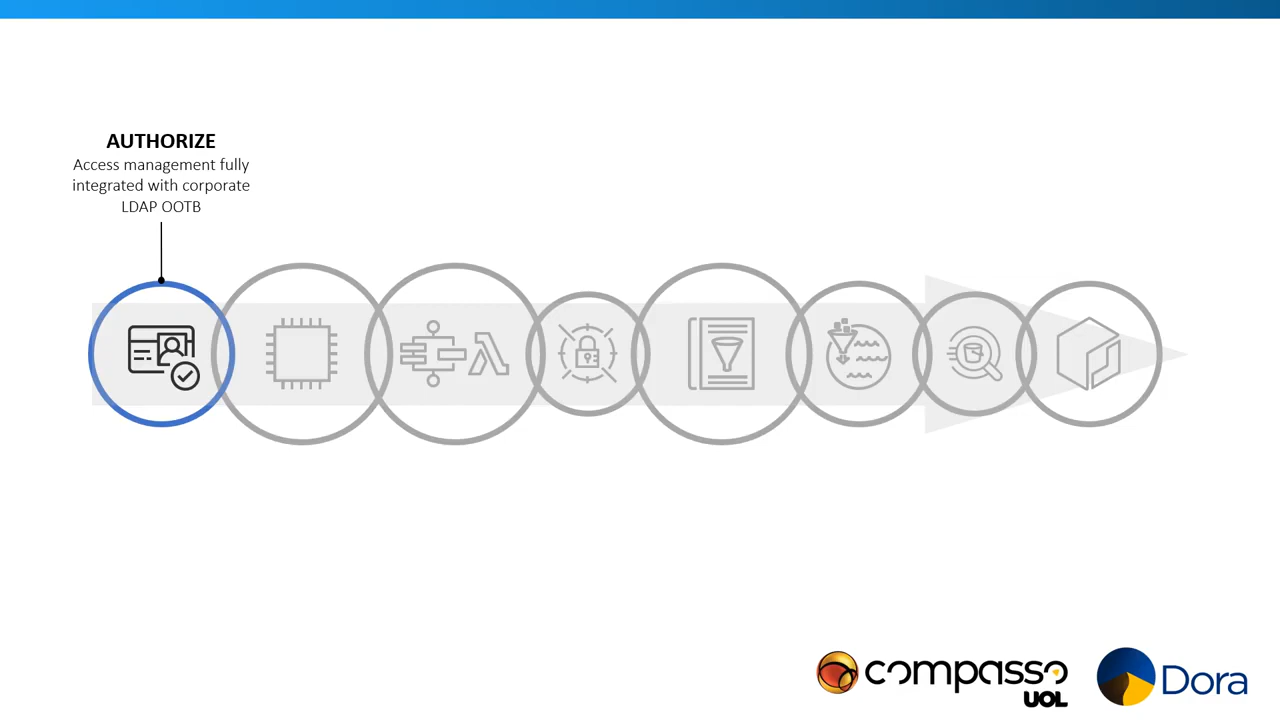 AUTHORIZE
Access management fully
integrated with corporate
LDAP OOTB
compasso
UOL
Dora